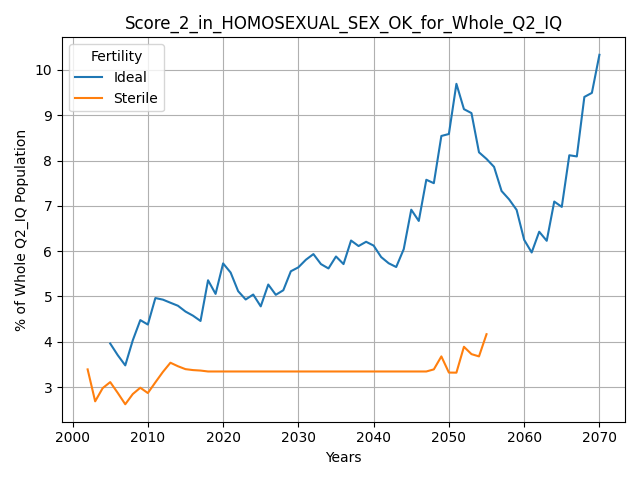 Score_2_in_HOMOSEXUAL_SEX_OK_for_Whole_Q2_IQ
Fertility
Ideal
Sterile
% of Whole Q2_IQ Population
10
9
8
7
6
5
4
3
2000 2010 2020 2030 2040 2050 2060 2070
Years